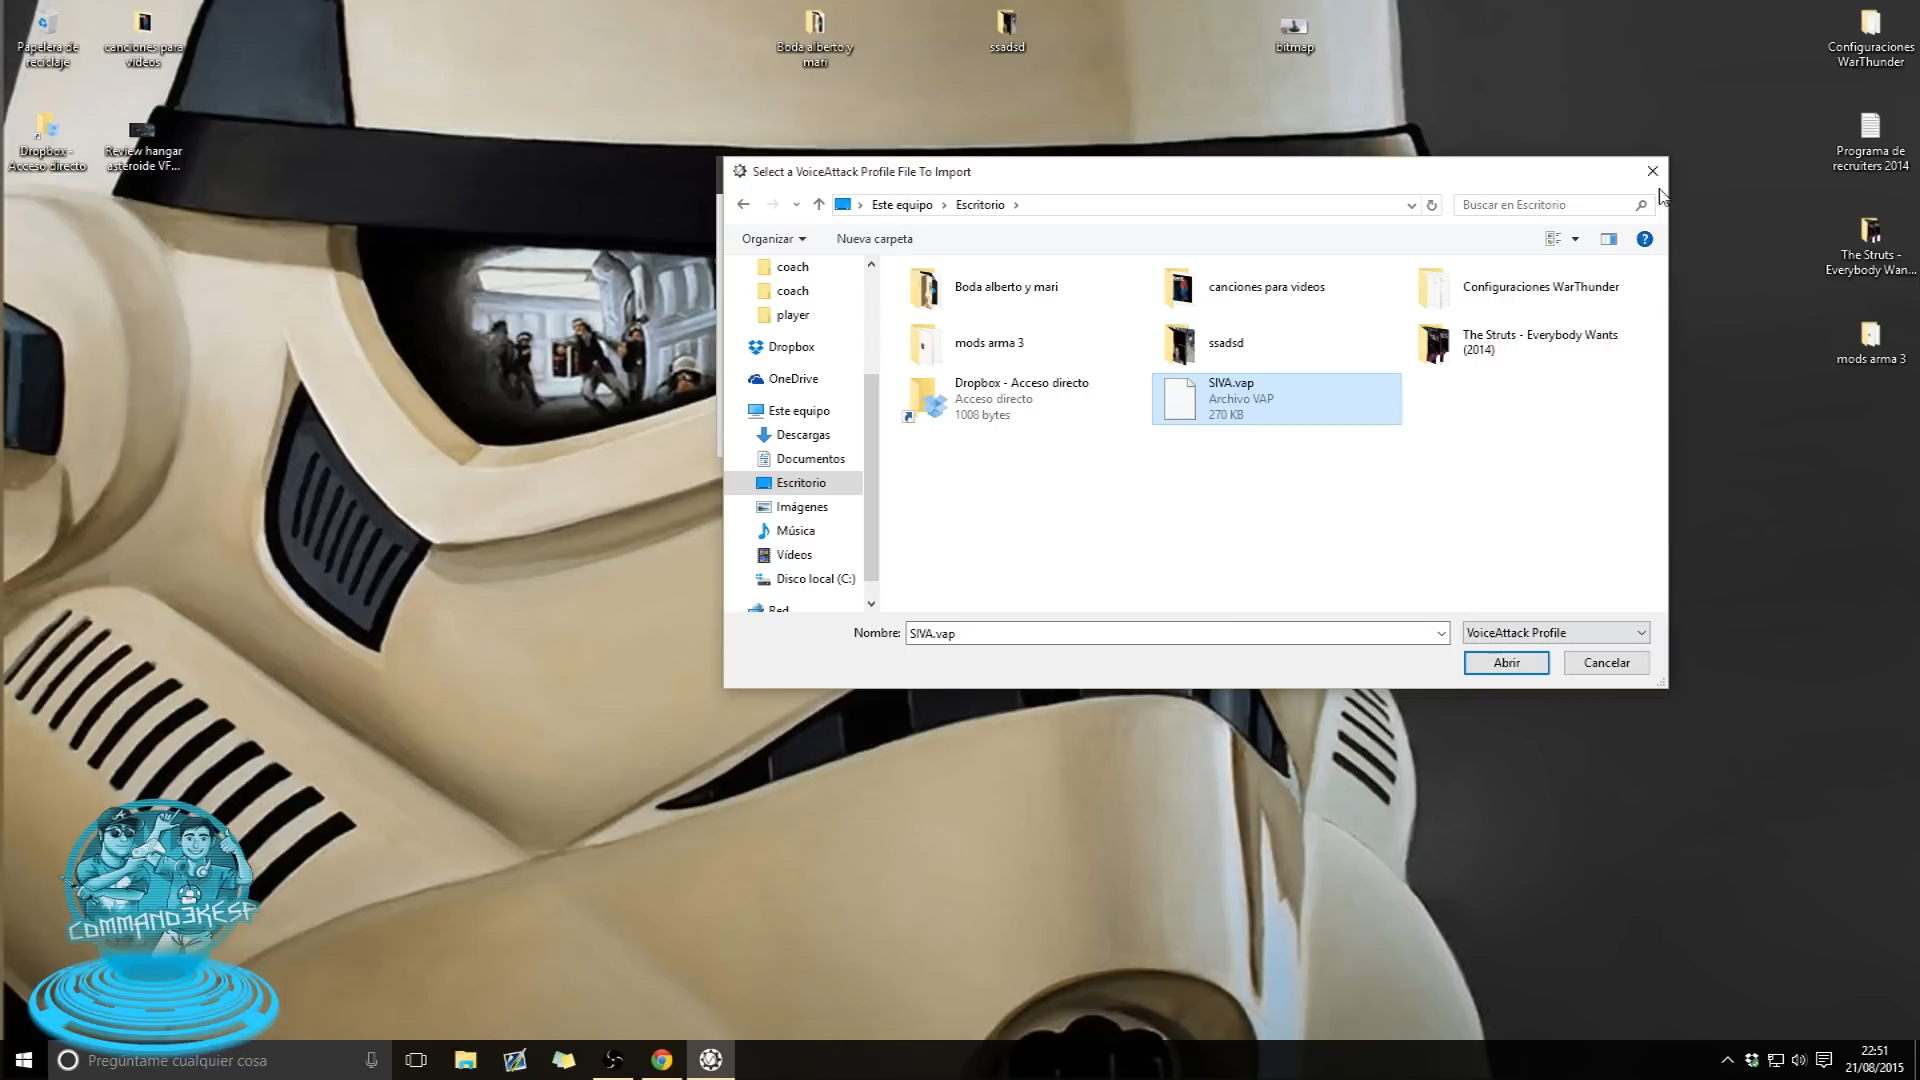 Papelera de
reciclaje
canciones para
videos
Boda alberto y
mari
ssadsd
bitmap
Configuraciones
WarThunder
Dropbox -
Acceso directo
Review hangar
asteroide VF...
Programa de
recruiters 2014
The Struts -
Everybody Wan...
mods arma 3
Select a VoiceAttack Profile File To Import
Este equipo
Escritorio
Buscar en Escritorio
Organizar
Nueva carpeta
coach
coach
player
Dropbox
OneDrive
Este equipo
Descargas
Documentos
Escritorio
Imágenes
Música
Vídeos
Disco local (C:)
Red
Boda alberto y mari
canciones para videos
Configuraciones WarThunder
mods arma 3
ssadsd
The Struts - Everybody Wants
(2014)
Dropbox - Acceso directo
Acceso directo
1008 bytes
SIVA.vap
Archivo VAP
270 KB
Nombre:
SIVA.vap
VoiceAttack Profile
Abrir
Cancelar
COMMAND3KESP
Pregúntame cualquier cosa
22:51
21/08/2015